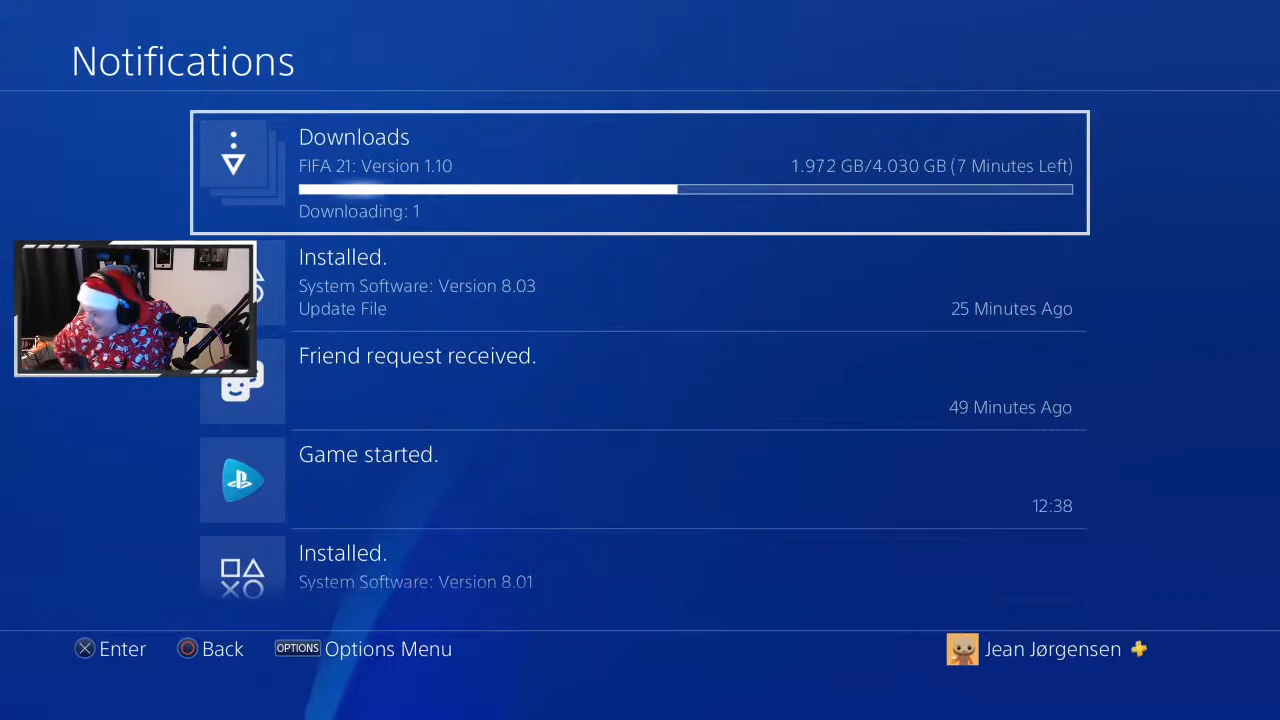 Notifications
Downloads
FIFA 21: Version 1.10
1.972 GB/4.030 GB (7 Minutes Left)
Downloading: 1
Installed.
System Software: Version 8.03
Update File
25 Minutes Ago
Friend request received.
49 Minutes Ago
Game started.
12:38
Installed.
System Software: Version 8.01
Enter
Back
OPTIONS Options Menu
Jean Jørgensen